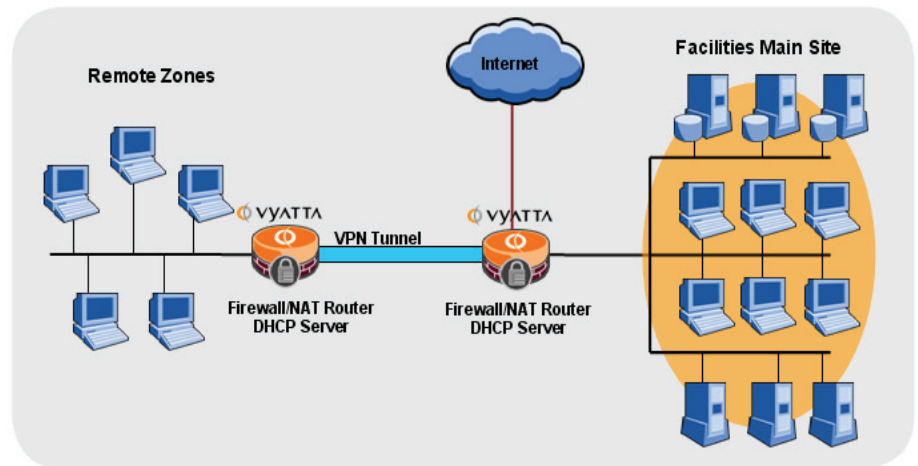 Remote Zones
Internet
Facilities Main Site
VYATTA
VYATTA
VPN Tunnel
Firewall/NAT Router
DHCP Server
Firewall/NAT Router
DHCP Server